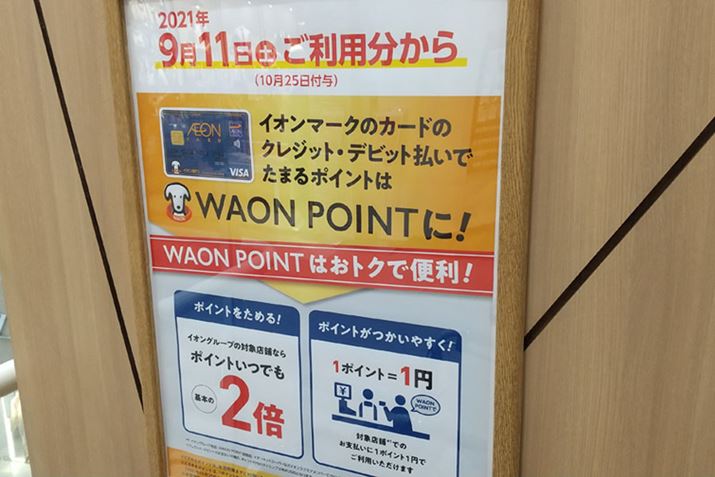 2021年
9月11日土ご利用分から
(10月25日付与)
AEON
CARD
VISA
イオンマークのカードの
クレジット・デビット払いで
たまるポイントは
WAON POINTに!
WAON POINTはおトクで便利!
ポイントをためる!
イオングループの対象店舗なら
ポイントいつでも
基本の
2倍
ポイントがつかいやすく!
1ポイント=1円
¥
WAON
POINTで
対象店舗*¹での
お支払いに1ポイント1円で
ご利用いただけます